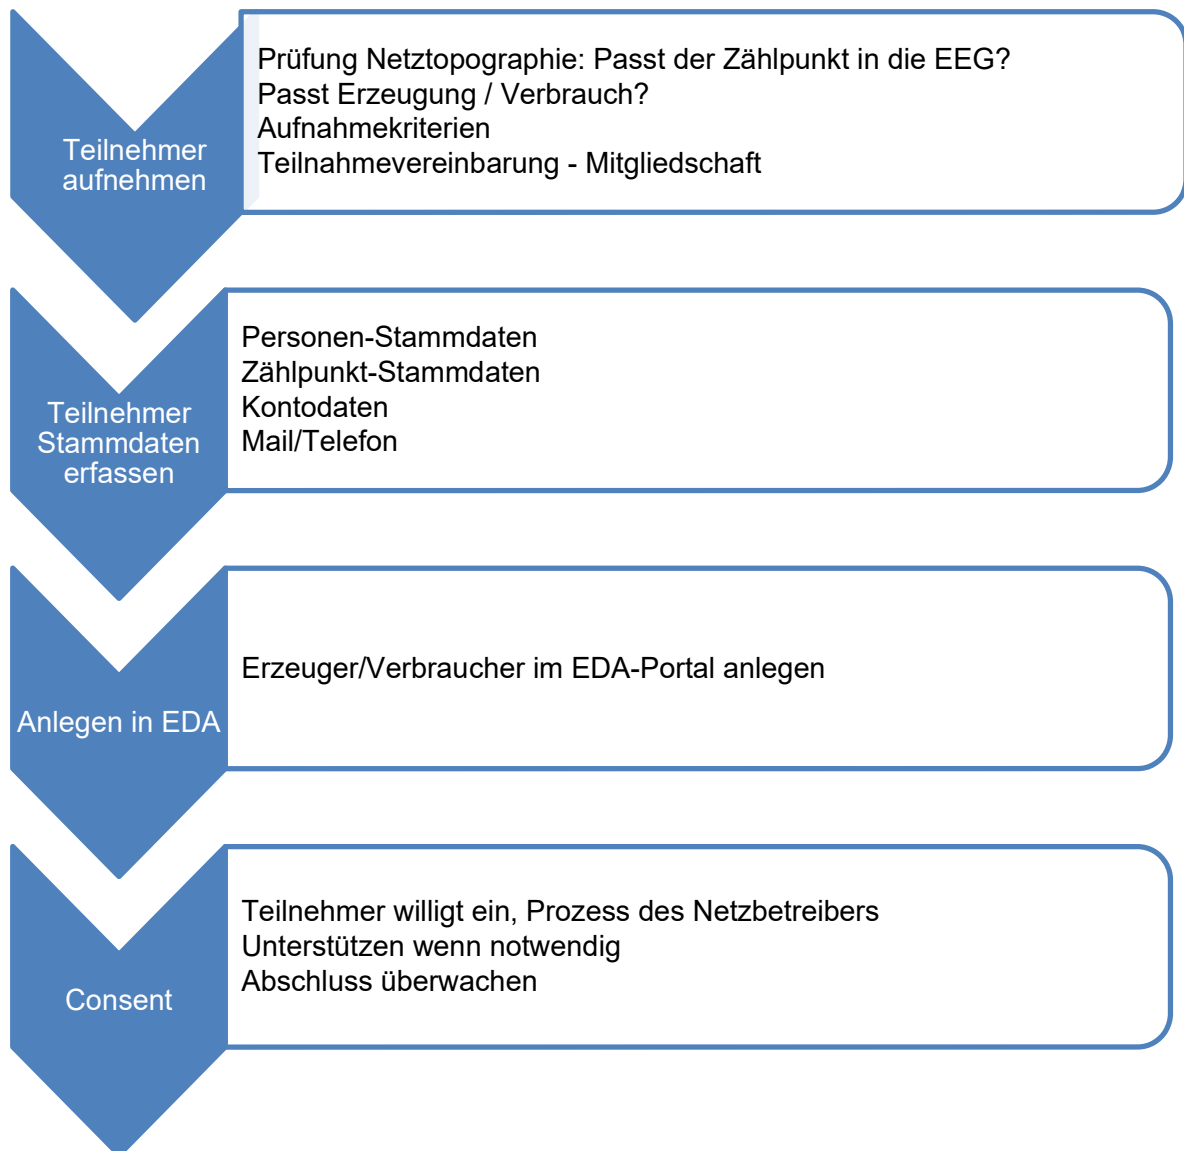 Teilnehmer
aufnehmen
Prüfung Netztopographie: Passt der Zählpunkt in die EEG?
Passt Erzeugung / Verbrauch?
Aufnahmekriterien
Teilnahmevereinbarung - Mitgliedschaft
Teilnehmer
Stammdaten
erfassen
Personen-Stammdaten
Zählpunkt-Stammdaten
Kontodaten
Mail/Telefon
Anlegen in EDA
Erzeuger/Verbraucher im EDA-Portal anlegen
Consent
Teilnehmer willigt ein, Prozess des Netzbetreibers
Unterstützen wenn notwendig
Abschluss überwachen